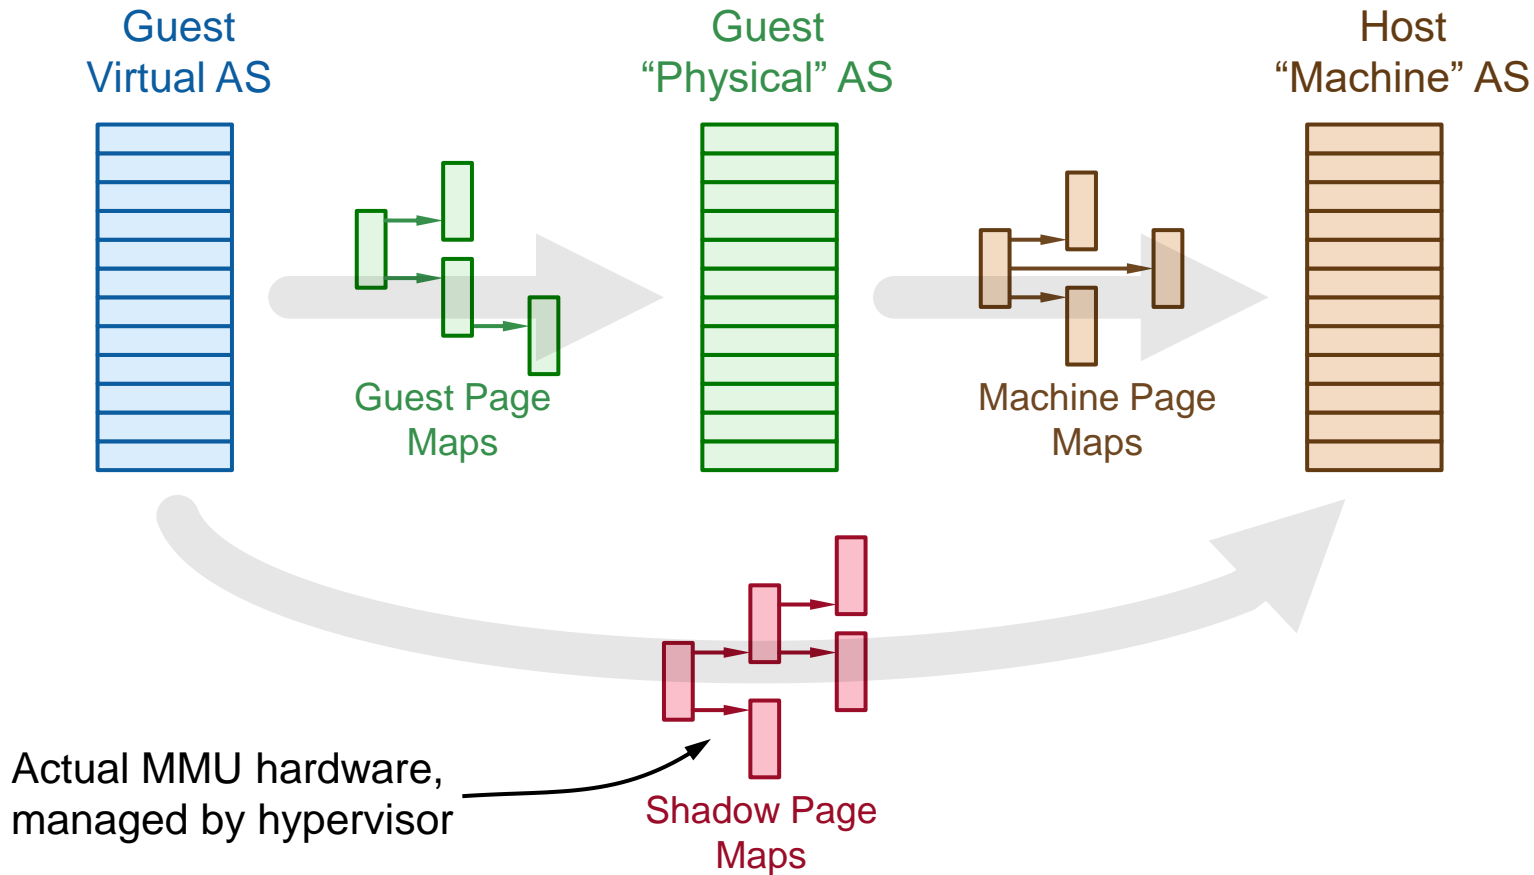 Guest
Virtual AS
Guest
“Physical” AS
Host
“Machine” AS
Guest Page
Maps
Machine Page
Maps
Actual MMU hardware,
managed by hypervisor
Shadow Page
Maps